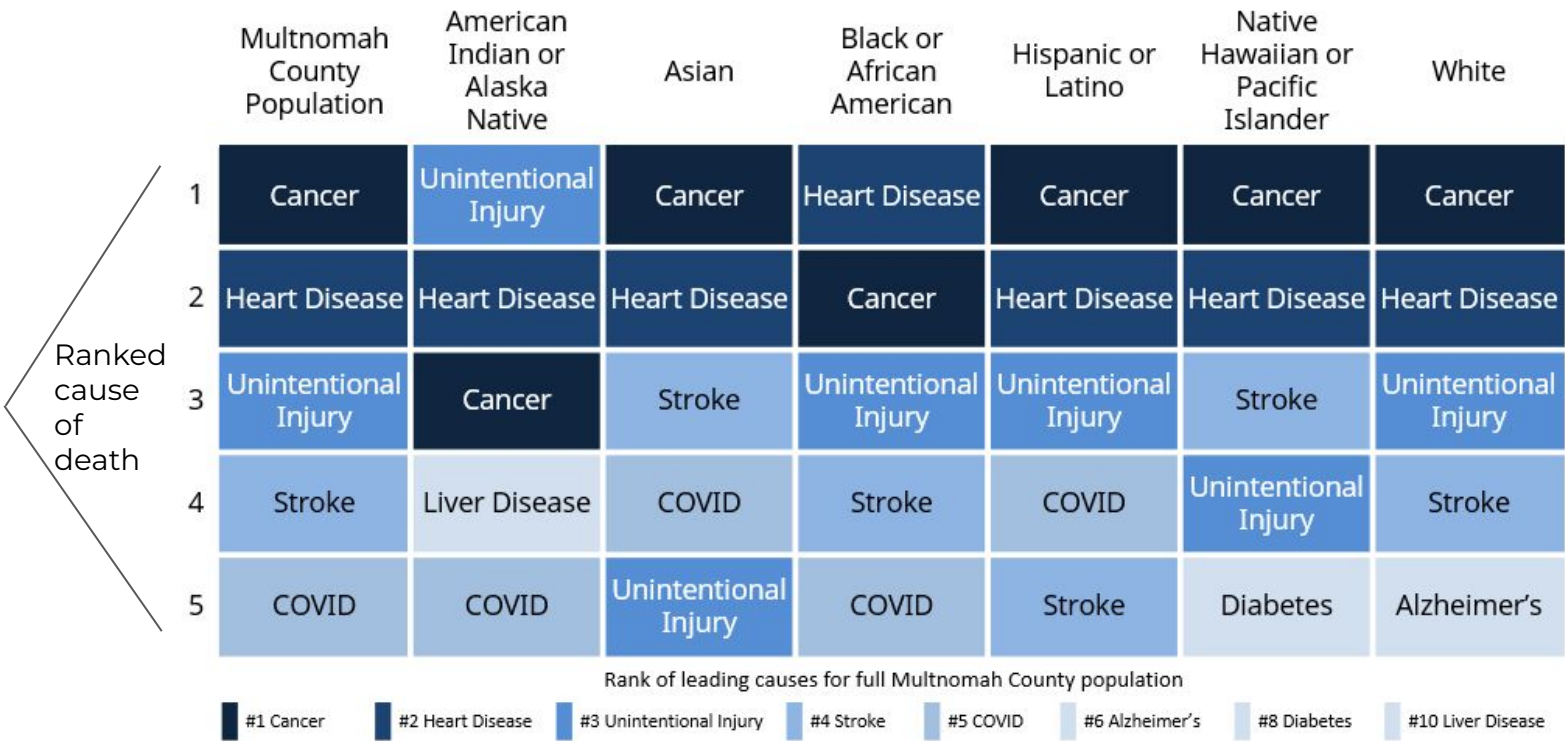 Multnomah
County
Population
American
Indian or
Alaska
Native
Asian
Black or
African
American
Hispanic or
Latino
Native
Hawaiian or
Pacific
Islander
White
Ranked
cause
of
death
1
Cancer
Unintentional
Injury
Cancer
Heart Disease
Cancer
Cancer
Cancer
2
Heart Disease
Heart Disease
Heart Disease
Cancer
Heart Disease
Heart Disease
Heart Disease
3
Unintentional
Injury
Cancer
Stroke
Unintentional
Injury
Unintentional
Injury
Stroke
Unintentional
Injury
4
Stroke
Liver Disease
COVID
Stroke
COVID
Unintentional
Injury
Stroke
5
COVID
COVID
Unintentional
Injury
COVID
Stroke
Diabetes
Alzheimer’s
Rank of leading causes for full Multnomah County population
#1 Cancer
#2 Heart Disease
#3 Unintentional Injury
#4 Stroke
#5 COVID
#6 Alzheimer’s
#8 Diabetes
#10 Liver Disease